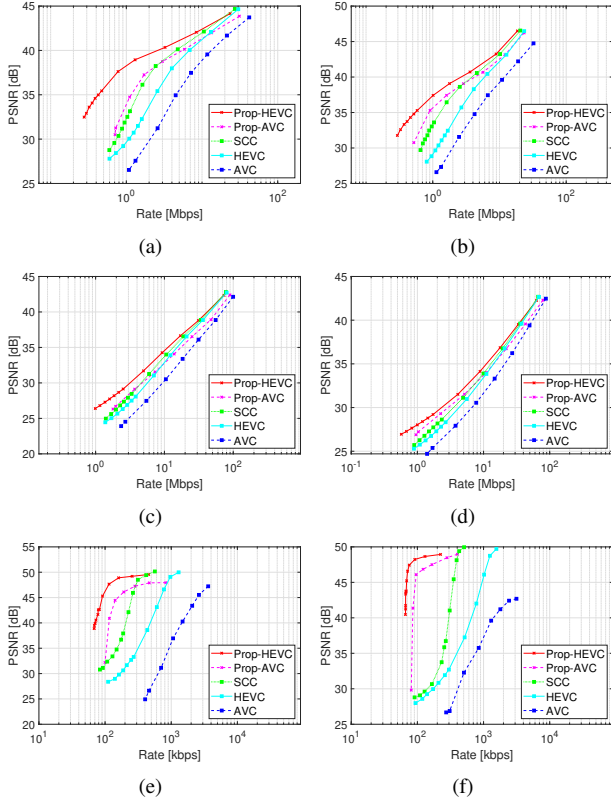 45
40
35
30
25
PSNR [dB]
Prop-HEVC
Prop-AVC
SCC
HEVC
AVC
10^0 10^1 10^2
Rate [Mbps]
(a)
50
45
40
35
30
25
PSNR [dB]
Prop-HEVC
Prop-AVC
SCC
HEVC
AVC
10^0 10^1 10^2
Rate [Mbps]
(b)
45
40
35
30
25
20
PSNR [dB]
Prop-HEVC
Prop-AVC
SCC
HEVC
AVC
10^0 10^1 10^2
Rate [Mbps]
(c)
45
40
35
30
25
PSNR [dB]
Prop-HEVC
Prop-AVC
SCC
HEVC
AVC
10^-1 10^0 10^1 10^2
Rate [Mbps]
(d)
55
50
45
40
35
30
25
20
PSNR [dB]
Prop-HEVC
Prop-AVC
SCC
HEVC
AVC
10^1 10^2 10^3 10^4
Rate [kbps]
(e)
50
45
40
35
30
25
PSNR [dB]
Prop-HEVC
Prop-AVC
SCC
HEVC
AVC
10^1 10^2 10^3 10^4
Rate [kbps]
(f)